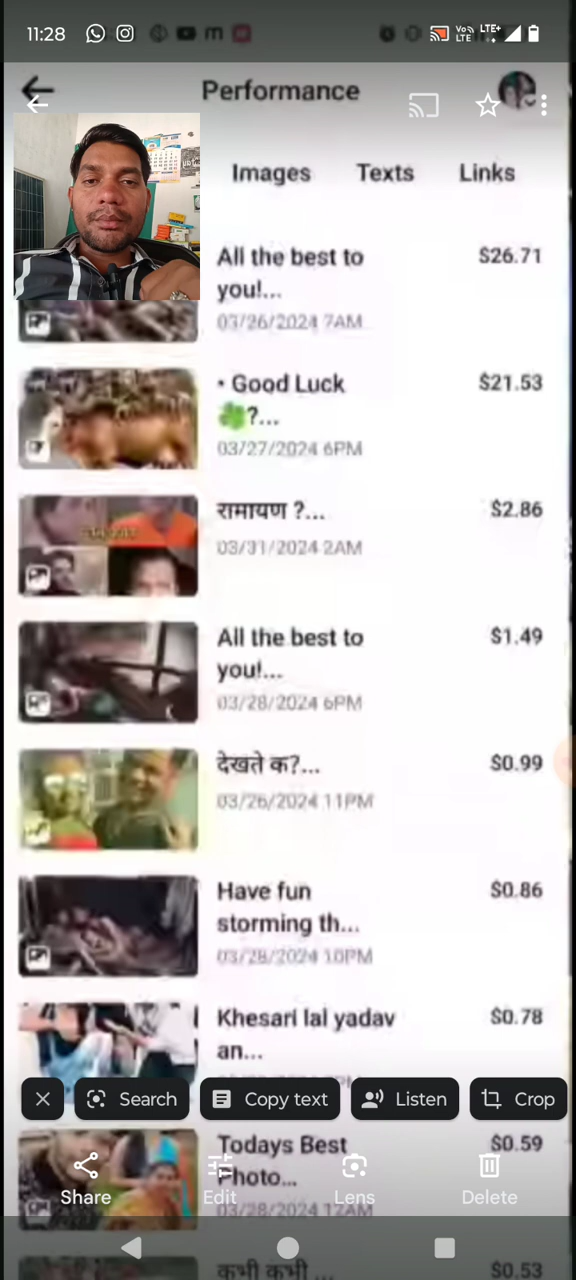 11:28
Vo)) LTE LTE+
Performance
Images Texts Links
All the best to
you!...
$26.71
03/26/2024 7AM
• Good Luck
🍀?...
$21.53
03/27/2024 6PM
रामायण ?...
$2.86
03/31/2024 2AM
All the best to
you!...
$1.49
03/28/2024 6PM
देखते क?...
$0.99
03/26/2024 11PM
Have fun
storming th...
$0.86
03/28/2024 10PM
Khesari lal yadav
an...
$0.78
Search Copy text Listen Crop
Todays Best
Photo...
$0.59
03/28/2024 12AM
Share Edit Lens Delete
कभी कभी ...
$0.53